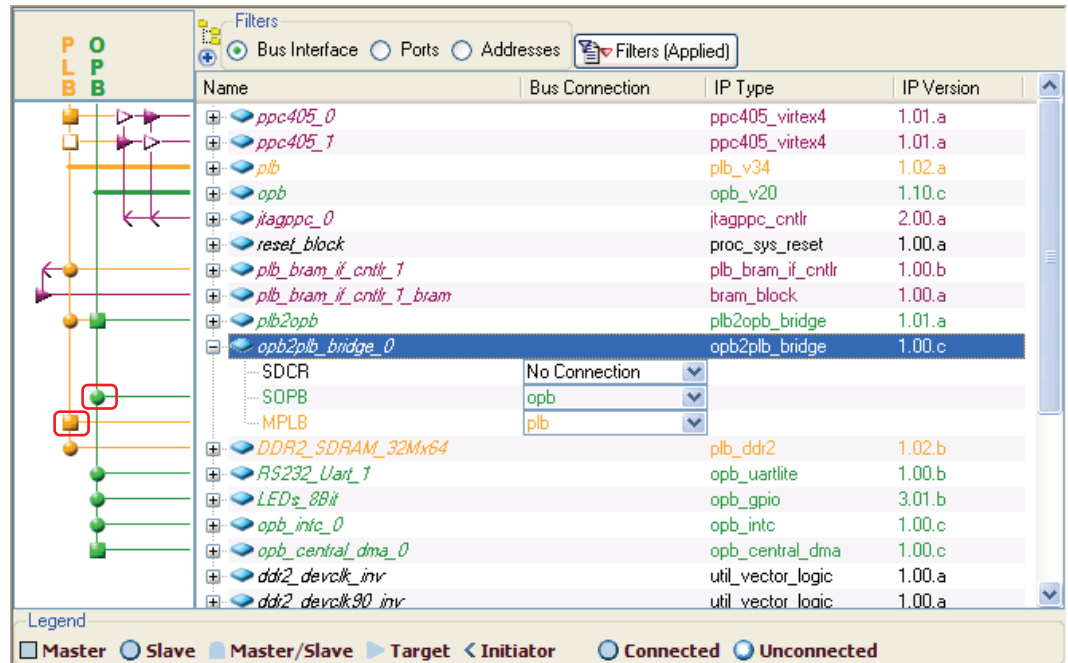 Filters
PLB OPB
Bus Interface Ports Addresses Filters (Applied)
Name Bus Connection IP Type IP Version
ppc405_0 ppc405_virtex4 1.01.a
ppc405_1 ppc405_virtex4 1.01.a
plb plb_v34 1.02.a
opb opb_v20 1.10.c
jtagppc_0 jtagppc_cntlr 2.00.a
reset_block proc_sys_reset 1.00.a
plb_bram_if_cntlr_1 plb_bram_if_cntlr 1.00.b
plb_bram_if_cntlr_1_bram bram_block 1.00.a
plb2opb plb2opb_bridge 1.01.a
opb2plb_bridge_0 opb2plb_bridge 1.00.c
SDCR No Connection
SOPB opb
MPLB plb
DDR2_SDRAM_32Mx64 plb_ddr2 1.02.b
RS232_Uart_1 opb_uartlite 1.00.b
LEDs_8Bit opb_gpio 3.01.b
opb_intc_0 opb_intc 1.00.c
opb_central_dma_0 opb_central_dma 1.00.c
ddr2_devclk_inv util_vector_logic 1.00.a
ddr2_devclk90_inv util_vector_logic 1.00.a
Legend
Master Slave Master/Slave Target Initiator Connected Unconnected